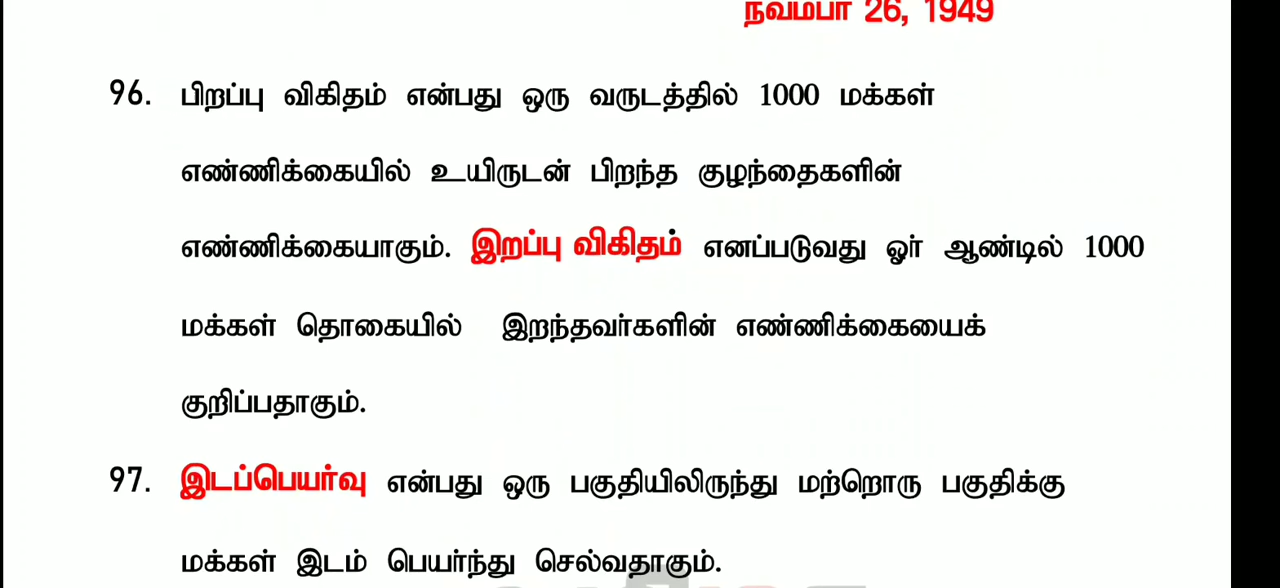 நவம்பர் 26, 1949
96. பிறப்பு விகிதம் என்பது ஒரு வருடத்தில் 1000 மக்கள்
எண்ணிக்கையில் உயிருடன் பிறந்த குழந்தைகளின்
எண்ணிக்கையாகும். இறப்பு விகிதம் எனப்படுவது ஓர் ஆண்டில் 1000
மக்கள் தொகையில் இறந்தவர்களின் எண்ணிக்கையைக்
குறிப்பதாகும்.
97. இடப்பெயர்வு என்பது ஒரு பகுதியிலிருந்து மற்றொரு பகுதிக்கு
மக்கள் இடம் பெயர்ந்து செல்வதாகும்.